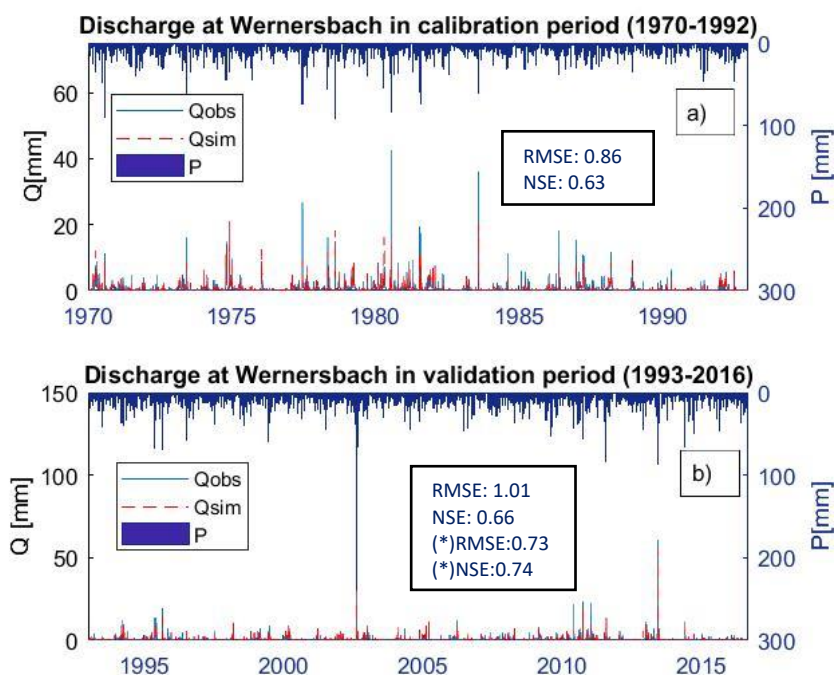 Discharge at Wernersbach in calibration period (1970-1992)
0
60
Qobs
Qsim
P
a)
100
RMSE: 0.86
NSE: 0.63
Q[mm]
P [mm]
40
20
200
0
300
1970
1975
1980
1985
1990
Discharge at Wernersbach in validation period (1993-2016)
150
0
Qobs
Qsim
P
b)
100
100
RMSE: 1.01
NSE: 0.66
(*)RMSE:0.73
(*)NSE:0.74
Q [mm]
P [mm]
50
200
0
300
1995
2000
2005
2010
2015